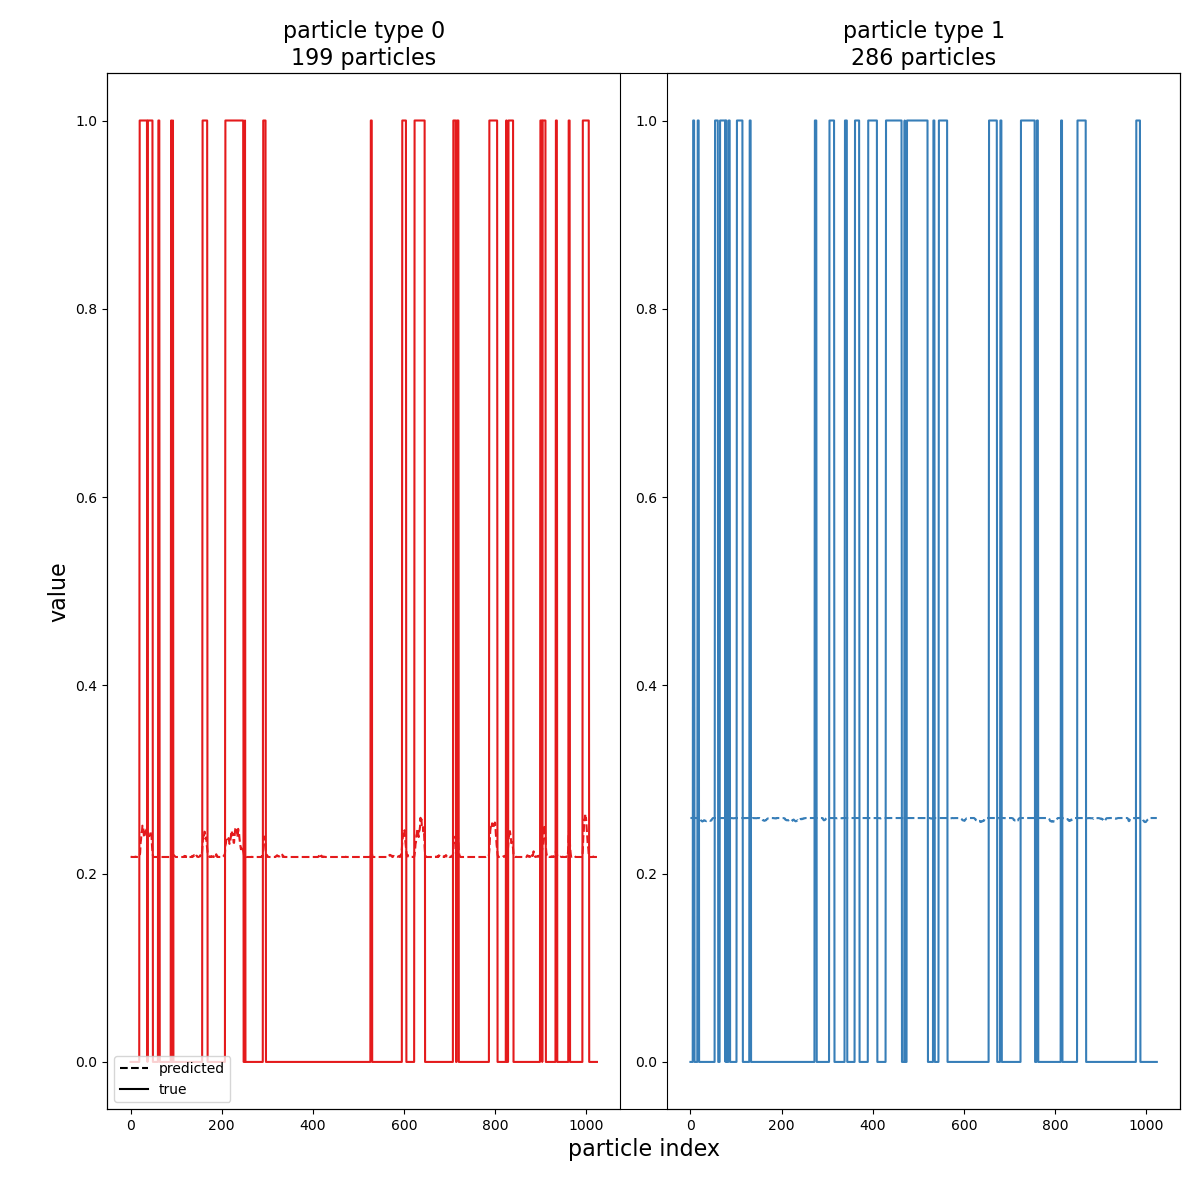 particle type 0
199 particles
particle type 1
286 particles
value
1.0
0.8
0.6
0.4
0.2
0.0
1.0
0.8
0.6
0.4
0.2
0.0
predicted
true
0 200 400 600 800 1000
0 200 400 600 800 1000
particle index